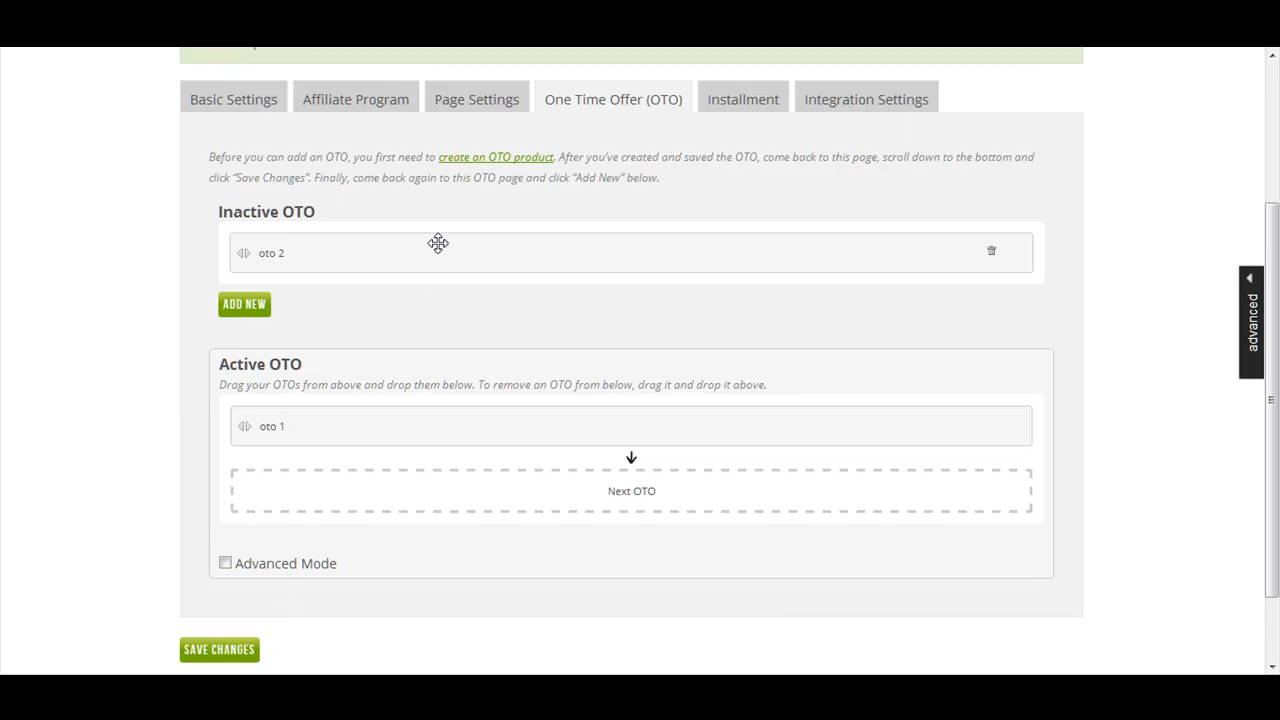 Basic Settings
Affiliate Program
Page Settings
One Time Offer (OTO)
Installment
Integration Settings
Before you can add an OTO, you first need to create an OTO product. After you've created and saved the OTO, come back to this page, scroll down to the bottom and
click "Save Changes". Finally, come back again to this OTO page and click "Add New" below.
Inactive OTO
oto 2
ADD NEW
advanced
Active OTO
Drag your OTOs from above and drop them below. To remove an OTO from below, drag it and drop it above.
oto 1
Next OTO
Advanced Mode
SAVE CHANGES